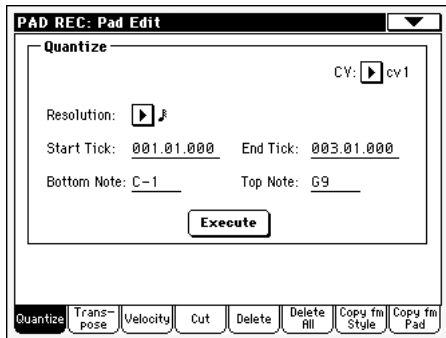 PAD REC: Pad Edit
Quantize
CV: cv1
Resolution:
Start Tick: 001.01.000 End Tick: 003.01.000
Bottom Note: C-1 Top Note: G9
Execute
Quantize Trans-pose Velocity Cut Delete Delete All Copy fm Style Copy fm Pad